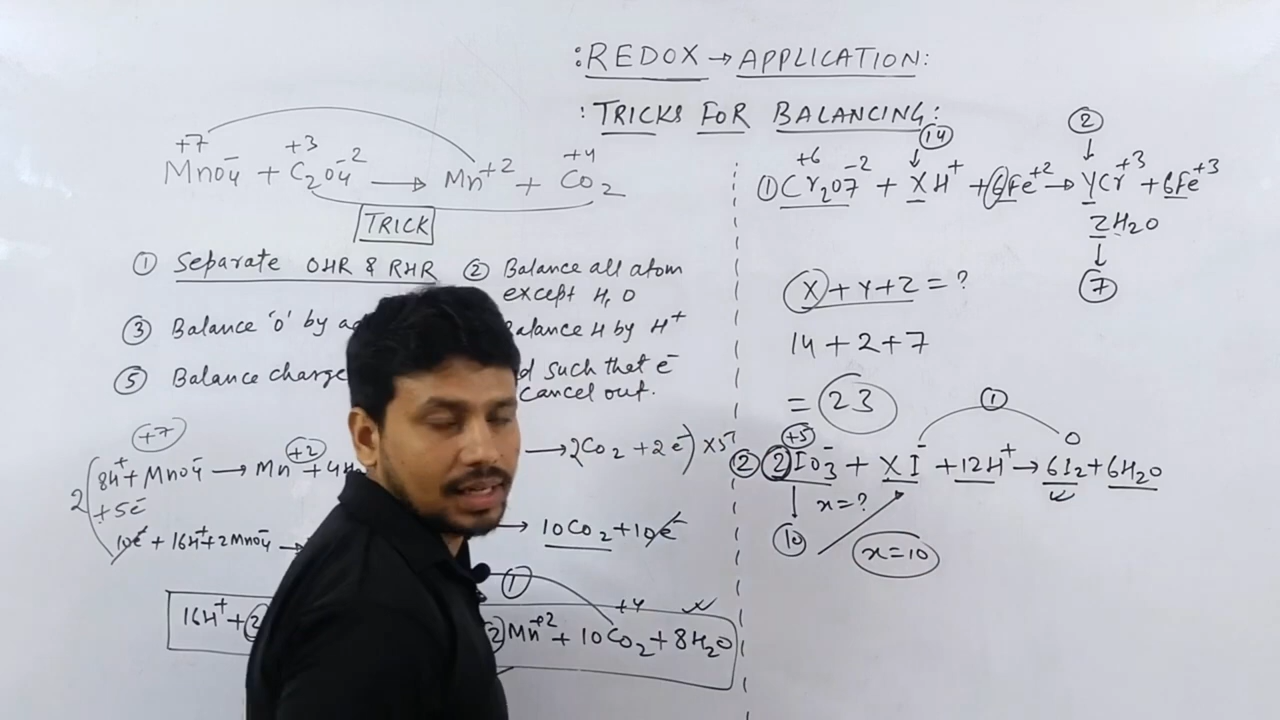 :REDOX → APPLICATION:
:TRICKS FOR BALANCING:
+7 +3 +4
MnO4⁻ + C2O4⁻² → Mn⁺² + CO2
TRICK
① Separate OHR & RHR
② Balance all atom
except H, O
③ Balance 'O' by
Balance H by H⁺
⑤ Balance charge
such that e⁻
cancel out.
+7 +2
2 8H⁺ + MnO4⁻ → Mn
+5e⁻
→ 2CO2 + 2e⁻) ×5
10e⁻ + 16H⁺ + 2MnO4⁻ →
→ 10CO2 + 10e⁻
① +4
16H⁺ + 2
2 Mn⁺² + 10CO2 + 8H2O
+6 14 2
① Cr2O7⁻² + XH⁺ + 6Fe⁺² → YCr⁺³ + 6Fe⁺³
ZH2O
7
X + Y + Z = ?
14 + 2 + 7
= 23
+5 ① 0
② 2IO3⁻ + XI⁻ + 12H⁺ → 6I2 + 6H2O
x = ?
10
x = 10